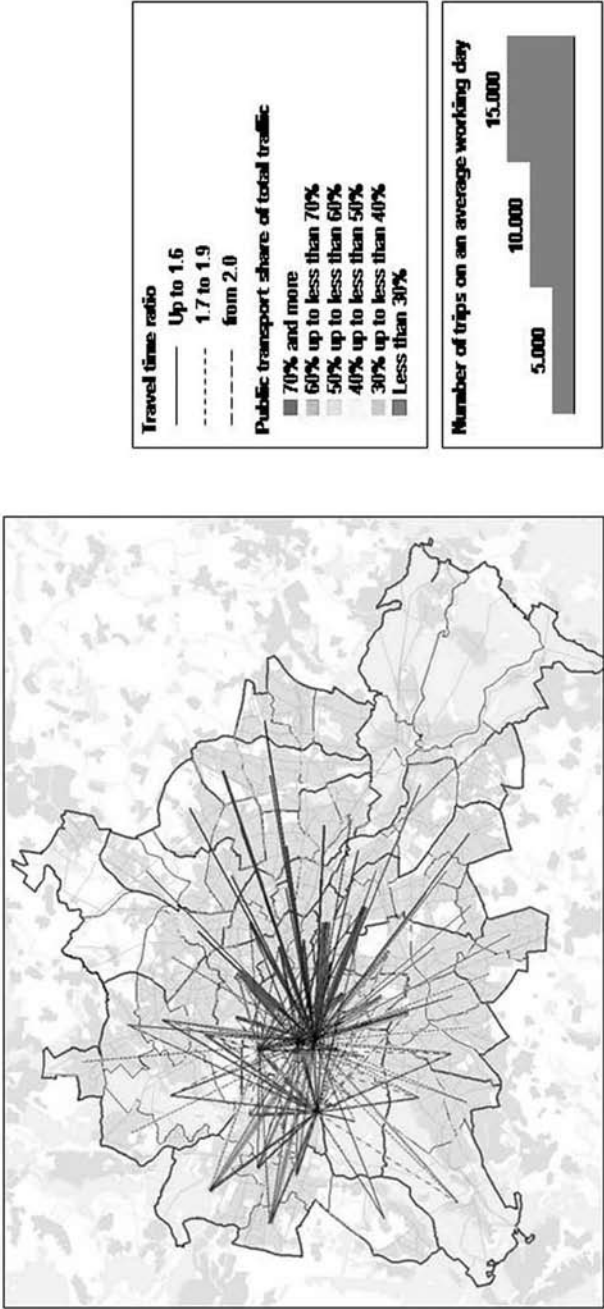 Travel time ratio
Up to 1.6
1.7 to 1.9
from 2.0
Public transport share of total traffic
70% and more
60% up to less than 70%
50% up to less than 60%
40% up to less than 50%
30% up to less than 40%
Less than 30%
Number of trips on an average working day
5.000
10.000
15.000